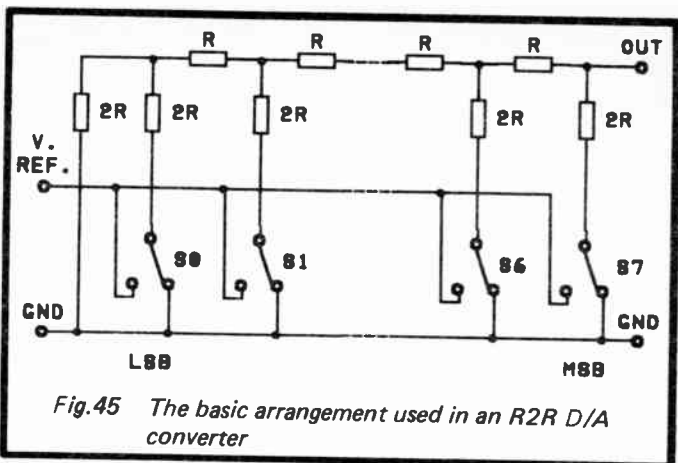 R R R R OUT
2R 2R 2R 2R 2R
V.
REF.
S0 S1 S6 S7
GND GND
LSB MSB
Fig.45 The basic arrangement used in an R2R D/A
converter